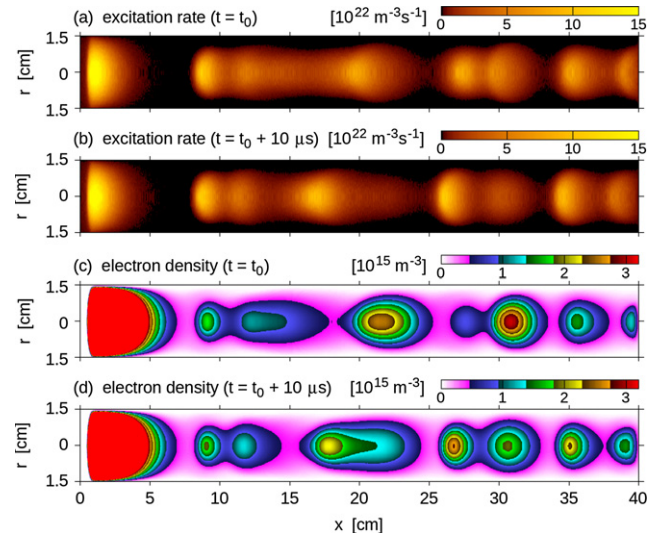 (a) excitation rate (t = t₀) [10²² m⁻³s⁻¹]
0 5 10 15
r [cm]
1.5
0
1.5
(b) excitation rate (t = t₀ + 10 μs) [10²² m⁻³s⁻¹]
0 5 10 15
r [cm]
1.5
0
1.5
(c) electron density (t = t₀) [10¹⁵ m⁻³]
0 1 2 3
r [cm]
1.5
0
1.5
(d) electron density (t = t₀ + 10 μs) [10¹⁵ m⁻³]
0 1 2 3
r [cm]
1.5
0
1.5
0 5 10 15 20 25 30 35 40
x [cm]